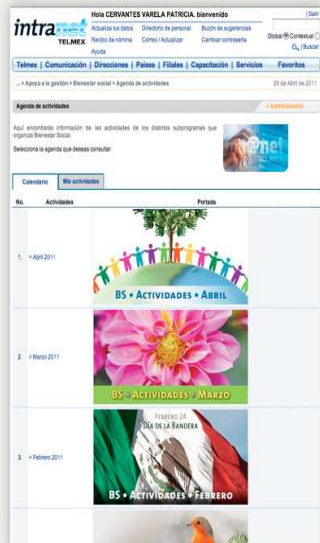 intranet
TELMEX
Hola CERVANTES VARELA PATRICIA. bienvenido
| Salir
Actualiza tus datos Directorio de personal Buzón de sugerencias
Recibo de nómina Correo / Actualizar Cambiar contraseña
Ayuda
Global Contextual
| Buscar
Telmex | Comunicación | Direcciones | Países | Filiales | Capacitación | Servicios Favoritos
... > Apoyo a la gestión > Bienestar social > Agenda de actividades
25 de Abril de 2011
Agenda de actividades
> Administrador
Aquí encontrarás información de las actividades de los distintos subprogramas que
organiza Bienestar Social.
Selecciona la agenda que deseas consultar.
@net
Calendario Mis actividades
No. Actividades Portada
1. > Abril 2011
BS • ACTIVIDADES • ABRIL
2. > Marzo 2011
BS • ACTIVIDADES • MARZO
FEBRERO 24
DÍA DE LA BANDERA
3. > Febrero 2011
BS • ACTIVIDADES • FEBRERO